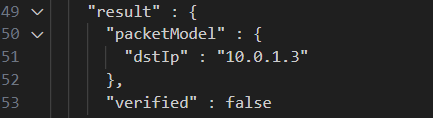 49 "result" : {
50 "packetModel" : {
51 "dstIp" : "10.0.1.3"
52 },
53 "verified" : false